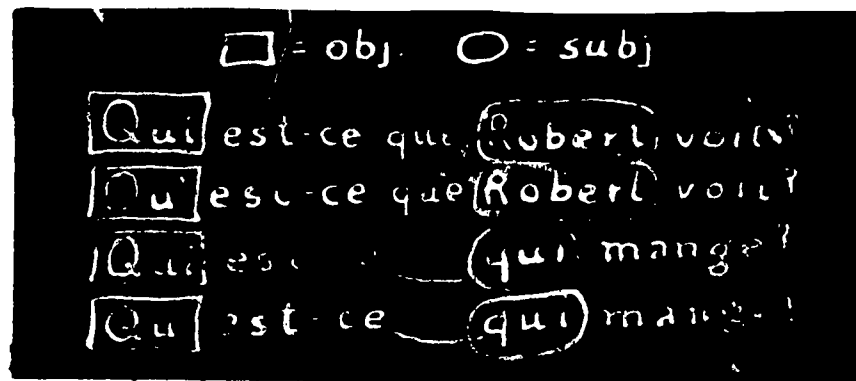 = obj. = subj
Qui est-ce que Robert voit?
Qu' est-ce que Robert voit?
Qui qui mange?
Qu est-ce qui mange?